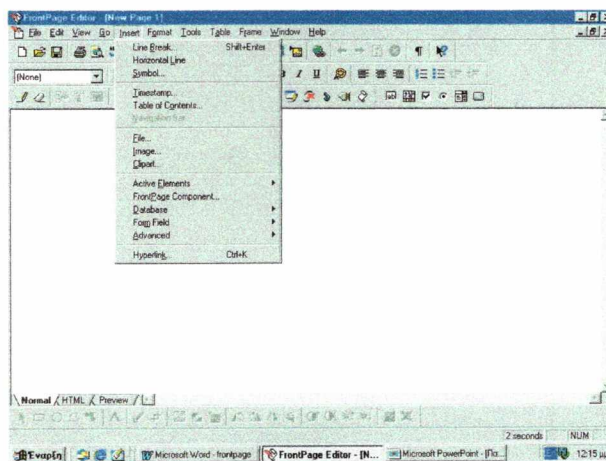 FrontPage Editor - [New Page 1]
File Edit View Go Insert Format Tools Table Frame Window Help
Line Break... Shift+Enter
Horizontal Line
Symbol...
(None)
Timestamp...
Table of Contents...
Navigation Bar...
File...
Image...
Clipart...
Active Elements
FrontPage Component...
Database
Form Field
Advanced
Hyperlink... Ctrl+K
Normal HTML Preview
2 seconds NUM
Έναρξη Microsoft Word - frontpage FrontPage Editor - [N... Microsoft PowerPoint - [Πα... 12:15 μμ